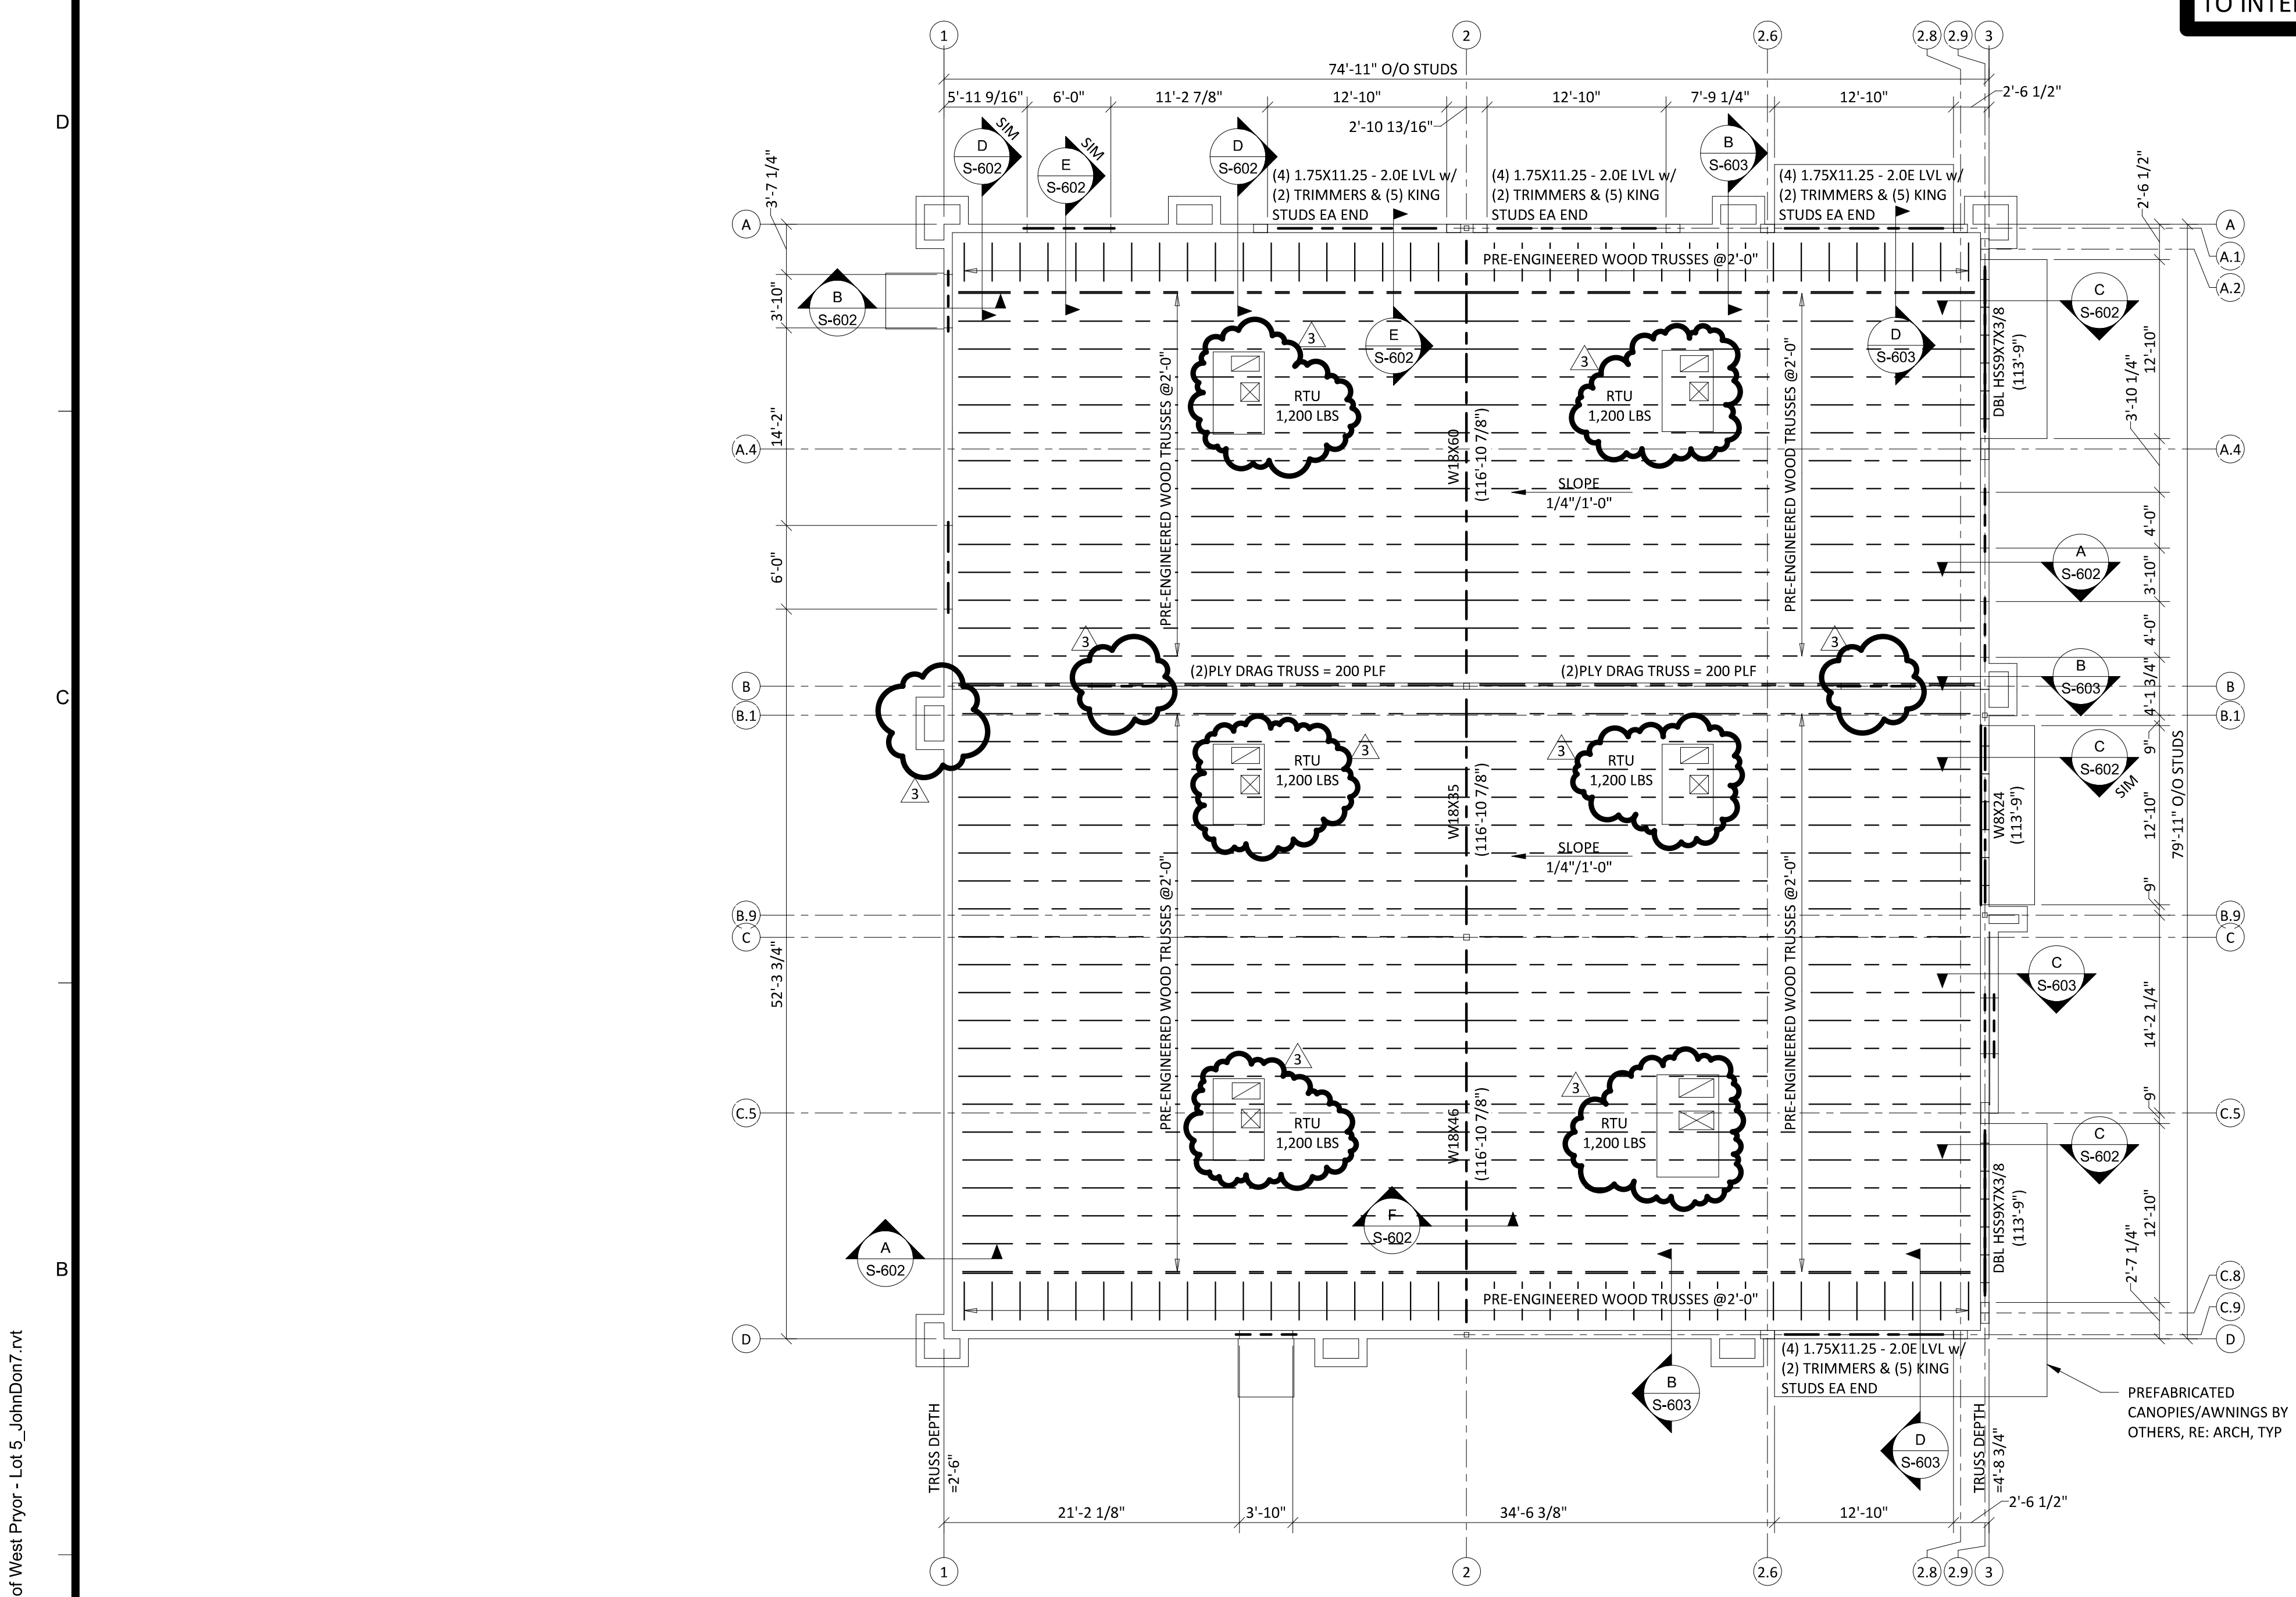 TO INTE
1
2
2.6
2.8
2.9
3
74'-11" O/O STUDS
5'-11 9/16"
6'-0"
11'-2 7/8"
12'-10"
12'-10"
7'-9 1/4"
12'-10"
2'-6 1/2"
2'-10 13/16"
D
D
S-602
SIM
E
S-602
SIM
D
S-602
B
S-603
(4) 1.75X11.25 - 2.0E LVL w/
(2) TRIMMERS & (5) KING
STUDS EA END
(4) 1.75X11.25 - 2.0E LVL w/
(2) TRIMMERS & (5) KING
STUDS EA END
(4) 1.75X11.25 - 2.0E LVL w/
(2) TRIMMERS & (5) KING
STUDS EA END
3'-7 1/4"
2'-6 1/2"
A
A
A.1
A.2
PRE-ENGINEERED WOOD TRUSSES @2'-0"
B
S-602
3'-10"
C
S-602
E
S-602
D
S-603
DBL HSS9X7X3/8
(113'-9")
12'-10"
3'-10 1/4"
PRE-ENGINEERED WOOD TRUSSES @2'-0"
PRE-ENGINEERED WOOD TRUSSES @2'-0"
3
RTU
1,200 LBS
3
RTU
1,200 LBS
14'-2"
A.4
A.4
W18X60
(116'-10 7/8")
SLOPE
1/4"/1'-0"
4'-0"
A
S-602
3'-10"
6'-0"
4'-0"
3
3
(2)PLY DRAG TRUSS = 200 PLF
(2)PLY DRAG TRUSS = 200 PLF
B
S-603
4'-1 3/4"
C
B
B
B.1
B.1
3
3
RTU
1,200 LBS
3
RTU
1,200 LBS
9"
C
S-602
SIM
79'-11" O/O STUDS
W18X35
(116'-10 7/8")
W8X24
(113'-9")
12'-10"
SLOPE
1/4"/1'-0"
9"
PRE-ENGINEERED WOOD TRUSSES @2'-0"
PRE-ENGINEERED WOOD TRUSSES @2'-0"
B.9
B.9
C
C
52'-3 3/4"
C
S-603
14'-2 1/4"
3
RTU
1,200 LBS
3
RTU
1,200 LBS
9"
C.5
C.5
W18X46
(116'-10 7/8")
C
S-602
DBL HSS9X7X3/8
(113'-9")
12'-10"
2'-7 1/4"
F
S-602
A
S-602
B
PRE-ENGINEERED WOOD TRUSSES @2'-0"
C.8
C.9
D
D
(4) 1.75X11.25 - 2.0E LVL w/
(2) TRIMMERS & (5) KING
STUDS EA END
B
S-603
D
S-603
PREFABRICATED
CANOPIES/AWNINGS BY
OTHERS, RE: ARCH, TYP
TRUSS DEPTH
=2'-6"
TRUSS DEPTH
=4'-8 3/4"
21'-2 1/8"
3'-10"
34'-6 3/8"
12'-10"
2'-6 1/2"
1
2
2.6
2.8
2.9
3
of West Pryor - Lot 5_JohnDon7.rvt